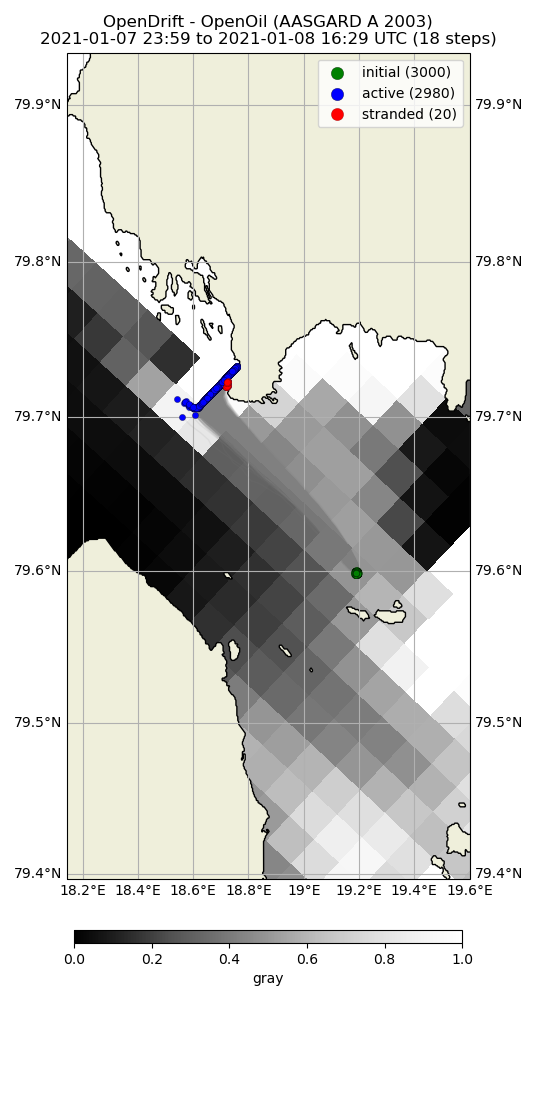 OpenDrift - OpenOil (AASGARD A 2003)
2021-01-07 23:59 to 2021-01-08 16:29 UTC (18 steps)
initial (3000)
active (2980)
stranded (20)
79.9°N 79.9°N
79.8°N 79.8°N
79.7°N 79.7°N
79.6°N 79.6°N
79.5°N 79.5°N
79.4°N 79.4°N
18.2°E 18.4°E 18.6°E 18.8°E 19°E 19.2°E 19.4°E 19.6°E
0.0 0.2 0.4 0.6 0.8 1.0
gray